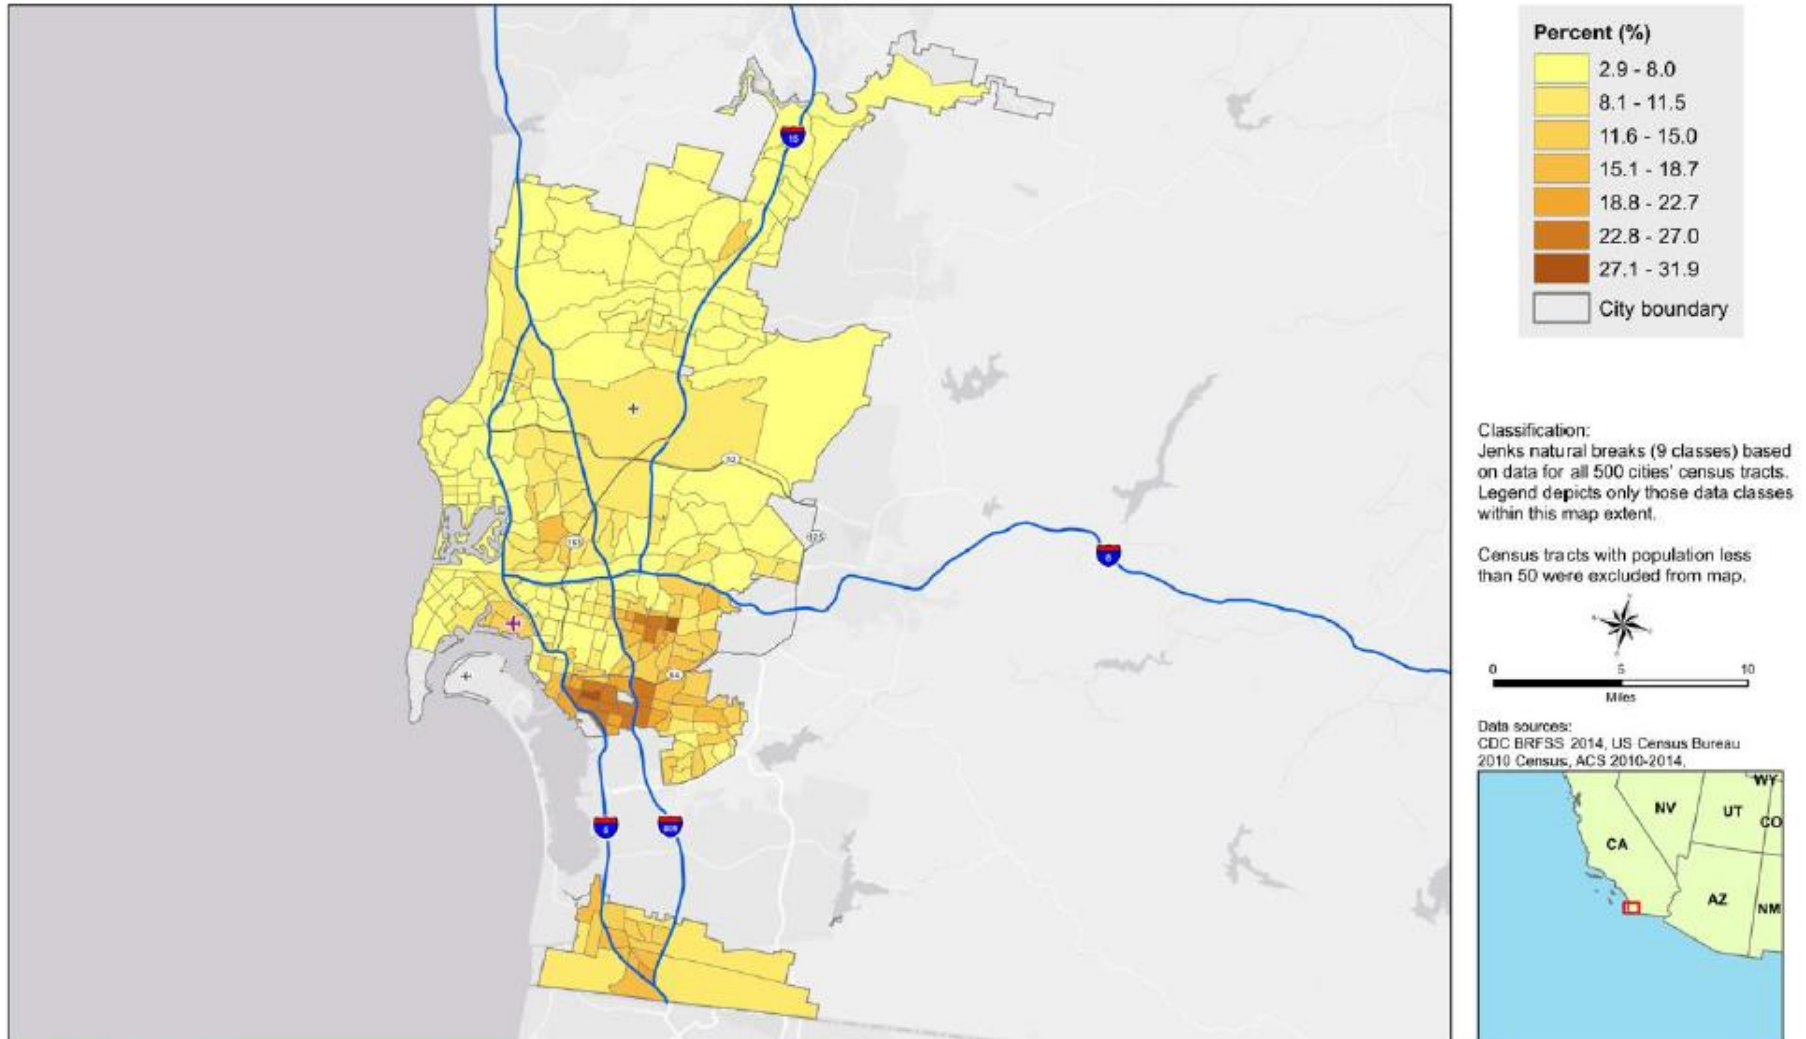 Percent (%)
2.9 - 8.0
8.1 - 11.5
11.6 - 15.0
15.1 - 18.7
18.8 - 22.7
22.8 - 27.0
27.1 - 31.9
City boundary
15
52
125
163
8
94
5
805
Classification:
Jenks natural breaks (9 classes) based
on data for all 500 cities' census tracts.
Legend depicts only those data classes
within this map extent.
Census tracts with population less
than 50 were excluded from map.
0 5 10
Miles
Data sources:
CDC BRFSS 2014, US Census Bureau
2010 Census, ACS 2010-2014.
WY
NV
UT
CO
CA
AZ
NM